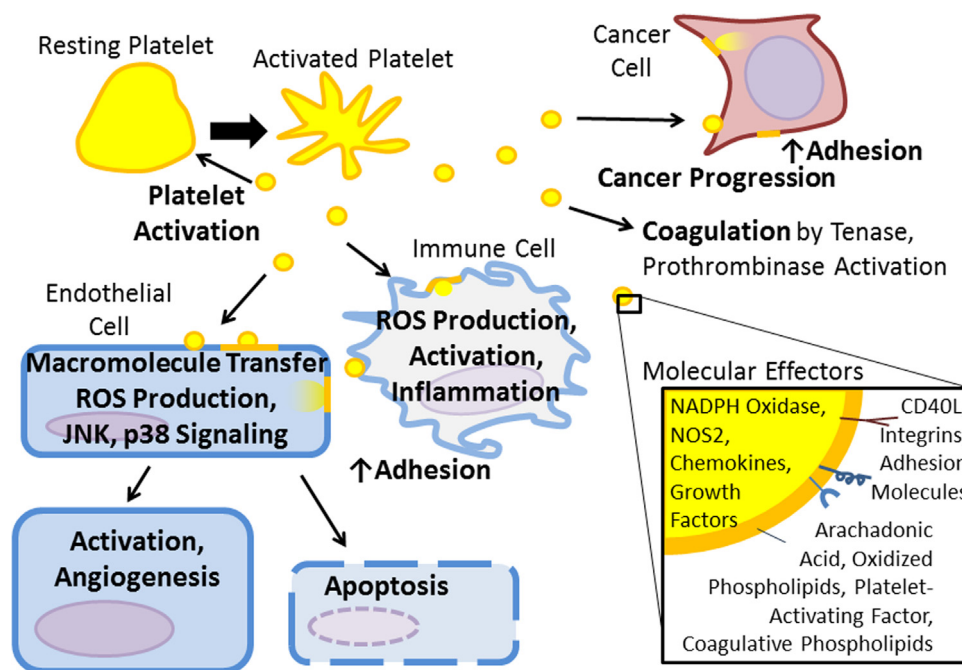 Resting Platelet
Activated Platelet
Cancer
Cell
↑Adhesion
Cancer Progression
Platelet
Activation
Coagulation by Tense,
Prothrombinase Activation
Immune Cell
ROS Production,
Activation,
Inflammation
Endothelial
Cell
Macromolecule Transfer
ROS Production,
JNK, p38 Signaling
↑Adhesion
Activation,
Angiogenesis
Apoptosis
Molecular Effectors
NADPH Oxidase,
NOS2,
Chemokines,
Growth
Factors
CD40L
Integrins
Adhesion
Molecules
Arachadonic
Acid, Oxidized
Phospholipids, Platelet-
Activating Factor,
Coagulative Phospholipids